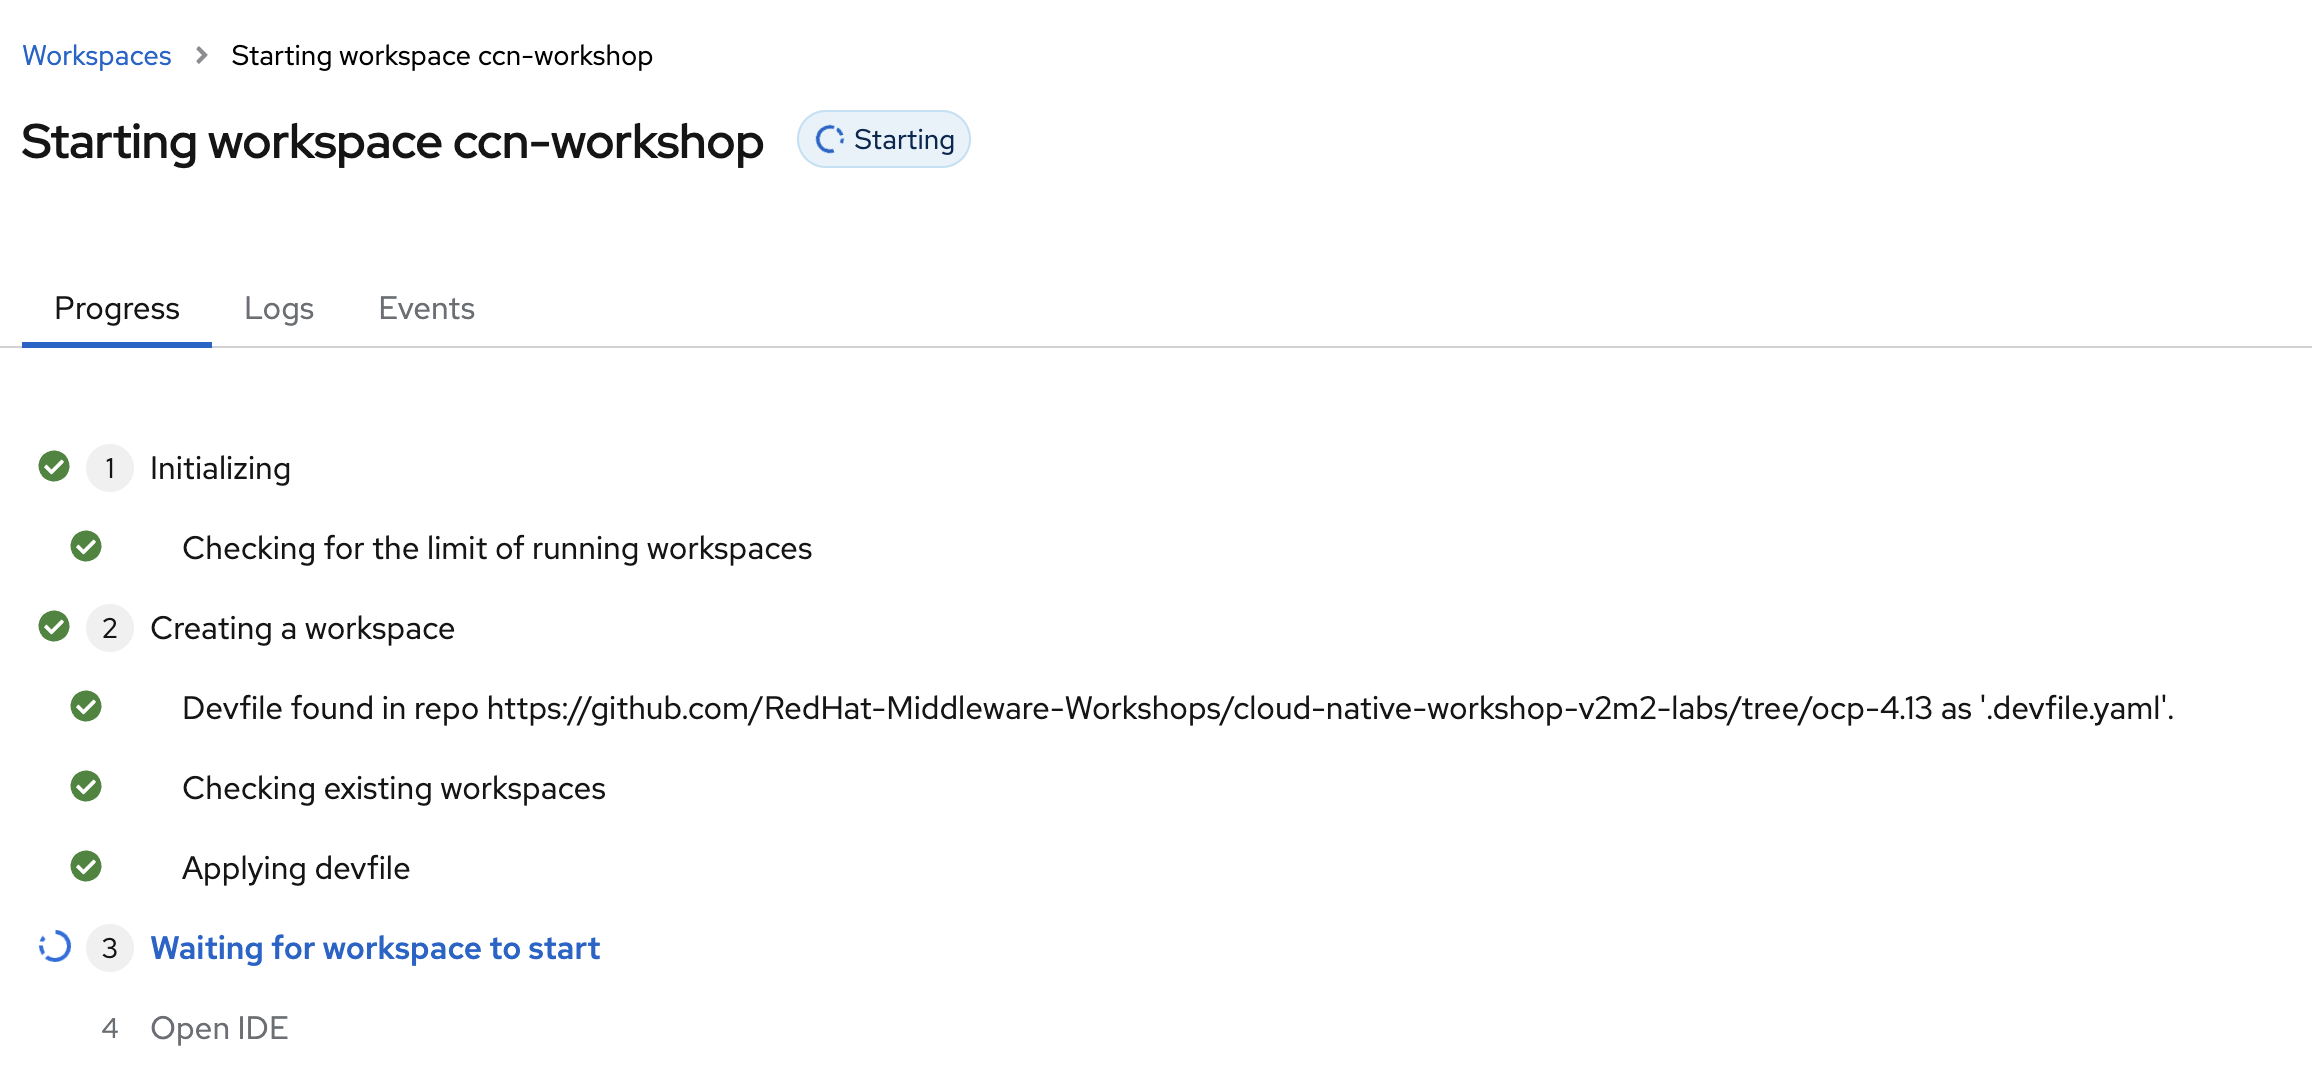 Workspaces > Starting workspace ccn-workshop
Starting workspace ccn-workshop Starting
Progress Logs Events
1 Initializing
Checking for the limit of running workspaces
2 Creating a workspace
Devfile found in repo https://github.com/RedHat-Middleware-Workshops/cloud-native-workshop-v2m2-labs/tree/ocp-4.13 as '.devfile.yaml'.
Checking existing workspaces
Applying devfile
3 Waiting for workspace to start
4 Open IDE